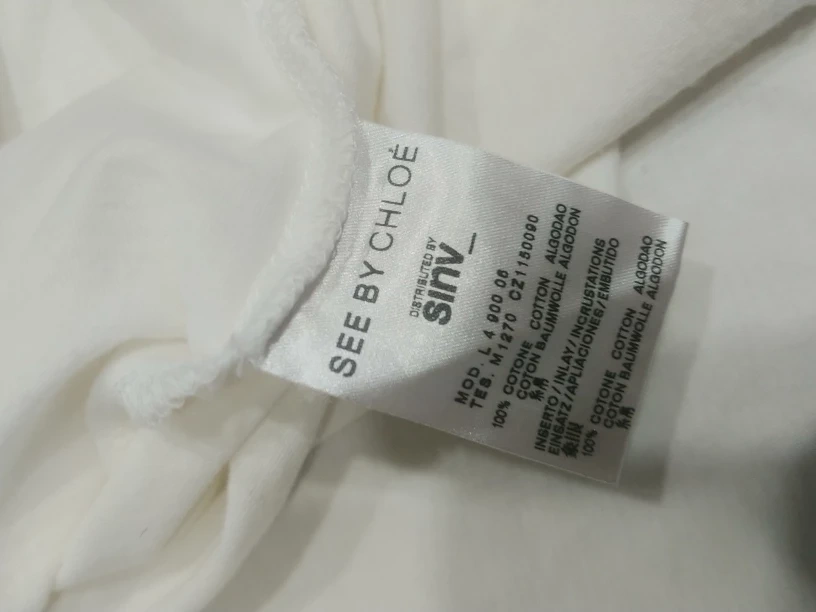 SEE BY CHLOÉ
DISTRIBUTED BY
sinv_
MOD. L 4 900 06
TES. M1270 CZ1150090
100% COTONE COTTON ALGODAO
COTON BAUMWOLLE ALGODON
INSERTO/INLAY/INCRUSTATIONS
EINSATZ/APLIACIONES/EMBUTIDO
100% COTONE COTTON ALGODAO
COTON BAUMWOLLE ALGODON